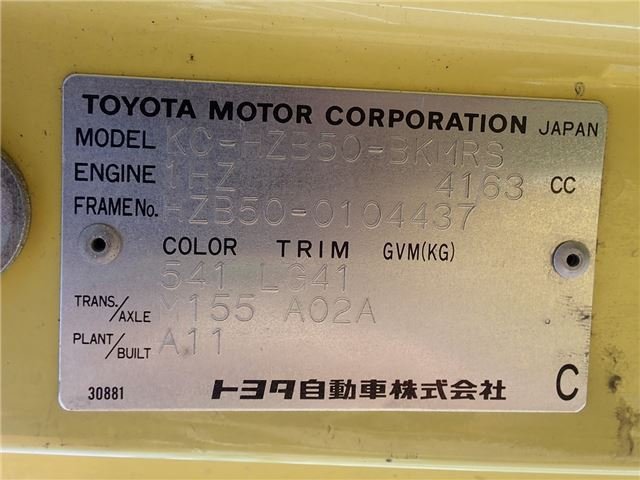 TOYOTA MOTOR CORPORATION JAPAN
MODEL KC-HZB50-BKMRS
ENGINE 1HZ 4163 CC
FRAME No. HZB50-0104437
COLOR TRIM GVM(KG)
541 LG41
TRANS./AXLE M155 A02A
PLANT/BUILT A11
30881 トヨタ自動車株式会社 C